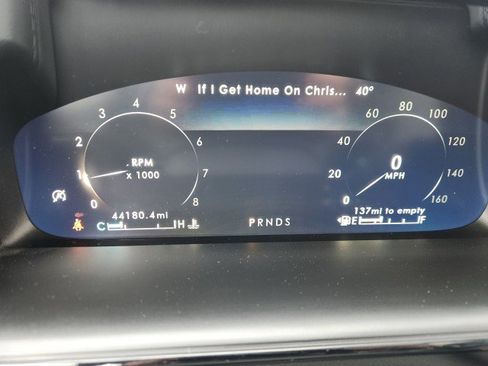 W If I Get Home On Chris... 40°
0 1 2 3 4 5 6 7 8
RPM
x 1000
0 20 40 60 80 100 120 140 160
0
MPH
44180.4mi
137mi to empty
C H
PRNDS
E F